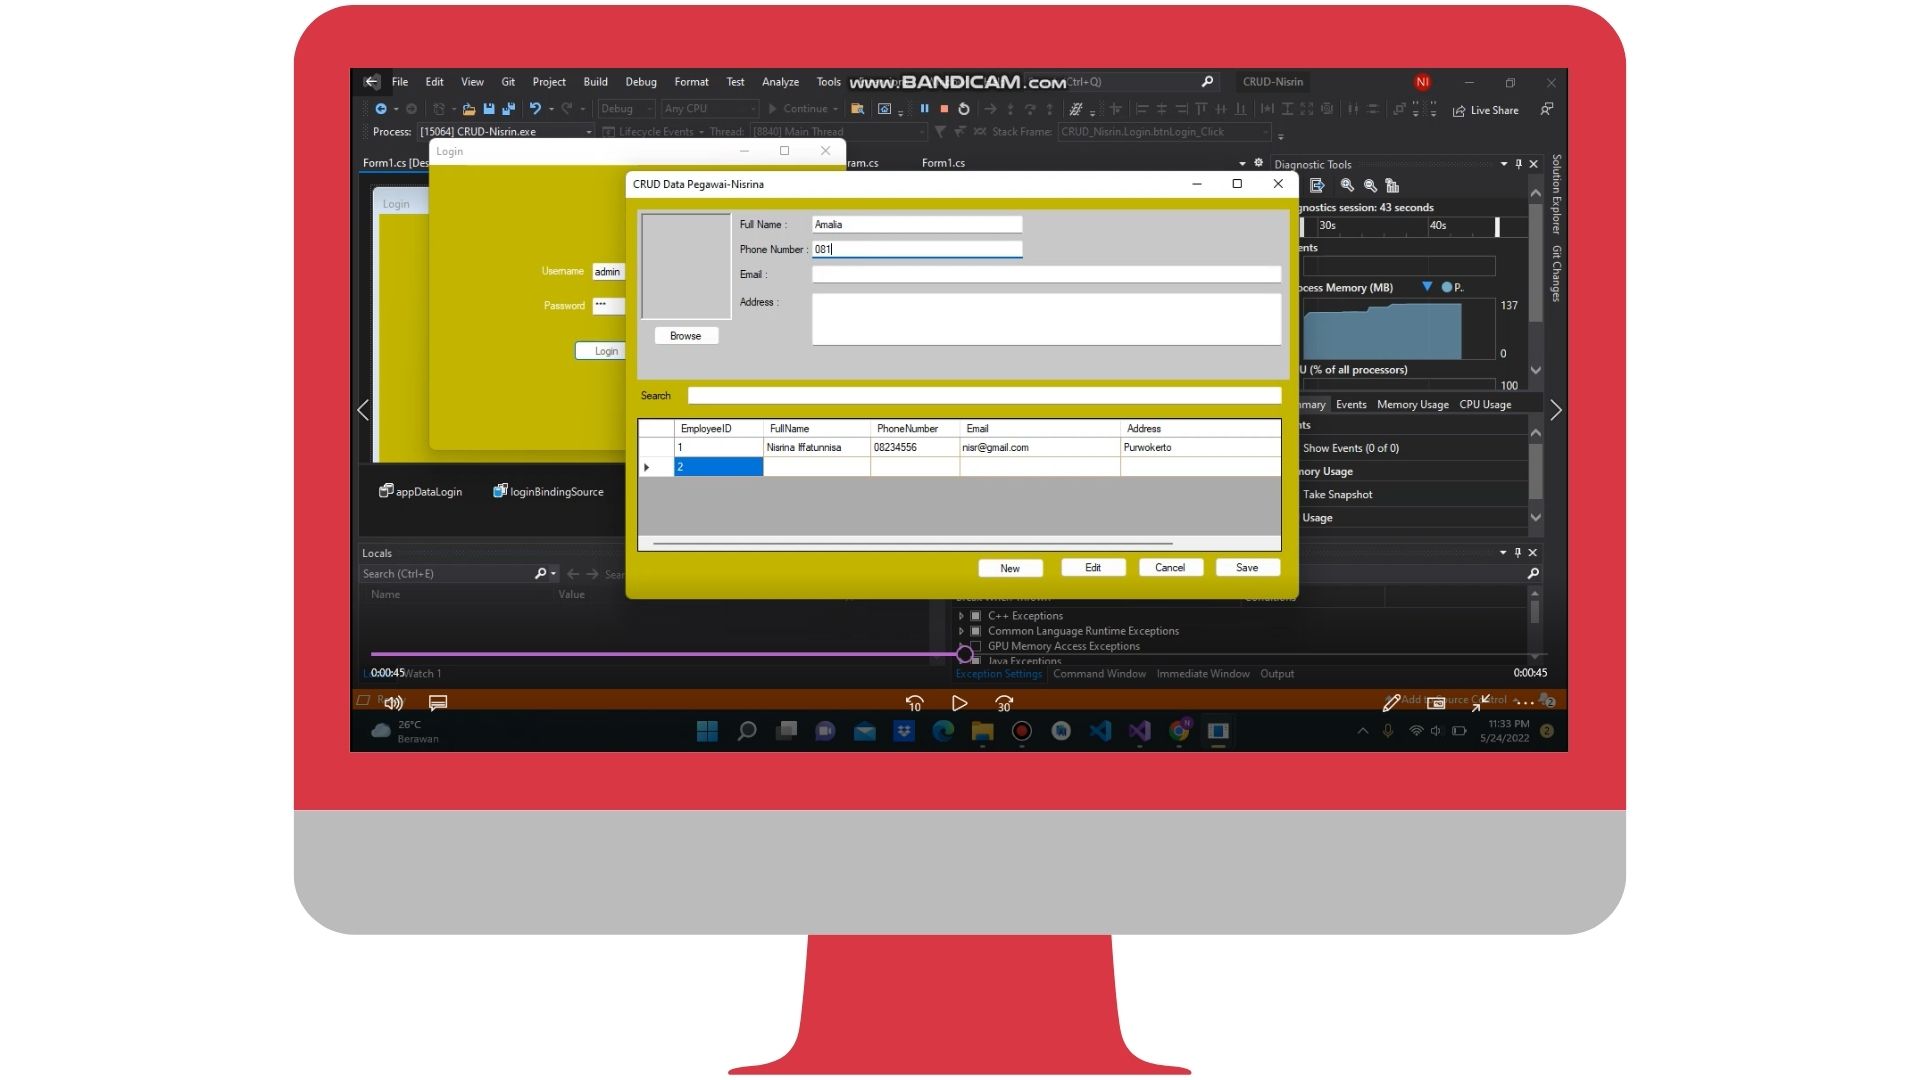 File Edit View Git Project Build Debug Format Test Analyze Tools www.BANDICAM.com Ctrl+Q) CRUD-Nisrin NI
Debug Any CPU Continue Live Share
Process: [15064] CRUD-Nisrin.exe Lifecycle Events Thread: [8840] Main Thread Stack Frame: CRUD_Nisrin.Login.btnLogin_Click
Form1.cs [Des
Login
ram.cs Form1.cs
Login
Username admin
Password ***
Login
CRUD Data Pegawai-Nisrina
Full Name : Amalia
Phone Number : 081
Email :
Address :
Browse
Search
EmployeeID FullName PhoneNumber Email Address
1 Nisrina Iffatunnisa 08234556 nisr@gmail.com Purwokerto
2
New Edit Cancel Save
Diagnostic Tools
gnostics session: 43 seconds
30s 40s
ents
ocess Memory (MB) P..
137
0
U (% of all processors)
100
mmary Events Memory Usage CPU Usage
nts
Show Events (0 of 0)
mory Usage
Take Snapshot
Usage
Solution Explorer
Git Changes
appDataLogin loginBindingSource
Locals
Search (Ctrl+E) Sear
Name Value
C++ Exceptions
Common Language Runtime Exceptions
GPU Memory Access Exceptions
Java Exceptions
0:00:45 Watch 1 Exception Settings Command Window Immediate Window Output 0:00:45
10 30 Add to Source Control 2
26°C
Berawan
11:33 PM
5/24/2022
2